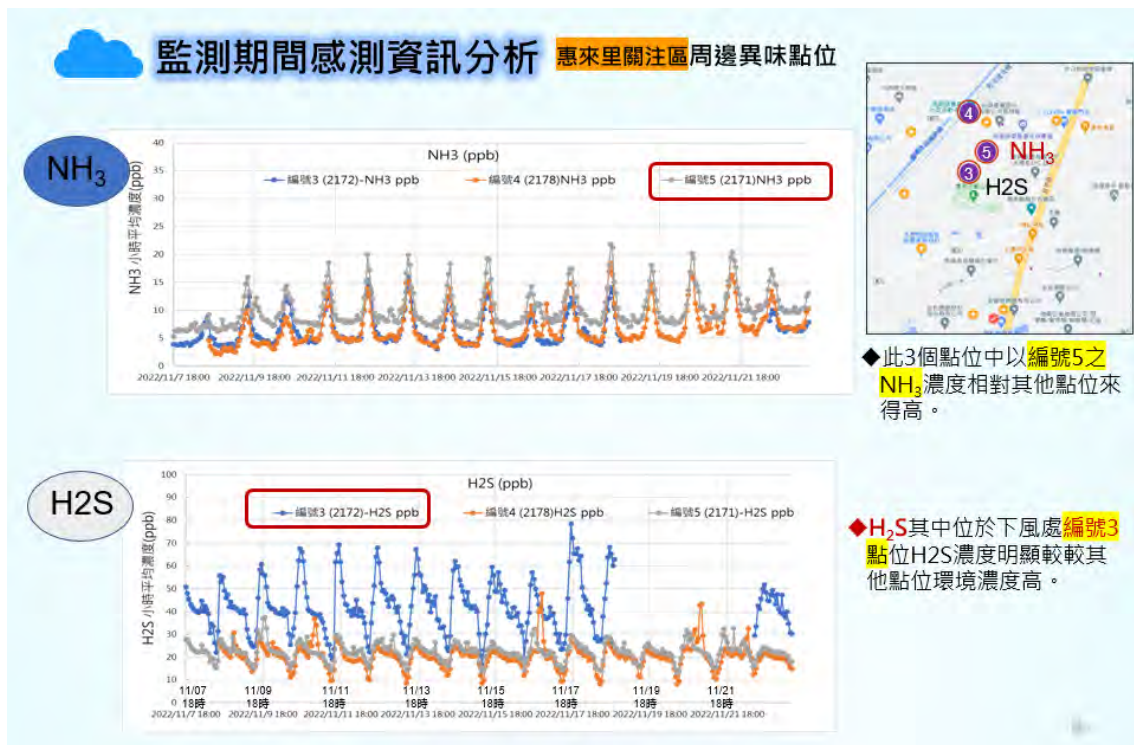 監測期間感測資訊分析 惠來里關注區周邊異味點位
NH3
NH3 (ppb)
編號3 (2172)-NH3 ppb
編號4 (2178)NH3 ppb
編號5 (2171)NH3 ppb
NH3 小時平均濃度(ppb)
40
35
30
25
20
15
10
5
0
2022/11/7 18:00 2022/11/9 18:00 2022/11/11 18:00 2022/11/13 18:00 2022/11/15 18:00 2022/11/17 18:00 2022/11/19 18:00 2022/11/21 18:00
4
5
NH3
3
H2S
◆此3個點位中以編號5之
NH3濃度相對其他點位來
得高。
H2S
H2S (ppb)
編號3 (2172)-H2S ppb
編號4 (2178)H2S ppb
編號5 (2171)-H2S ppb
H2S 小時平均濃度(ppb)
100
90
80
70
60
50
40
30
20
10
0
11/07 11/09 11/11 11/13 11/15 11/17 11/19 11/21
18時 18時 18時 18時 18時 18時 18時 18時
2022/11/7 18:00 2022/11/9 18:00 2022/11/11 18:00 2022/11/13 18:00 2022/11/15 18:00 2022/11/17 18:00 2022/11/19 18:00 2022/11/21 18:00
◆H2S其中位於下風處編號3
點位H2S濃度明顯較較其
他點位環境濃度高。